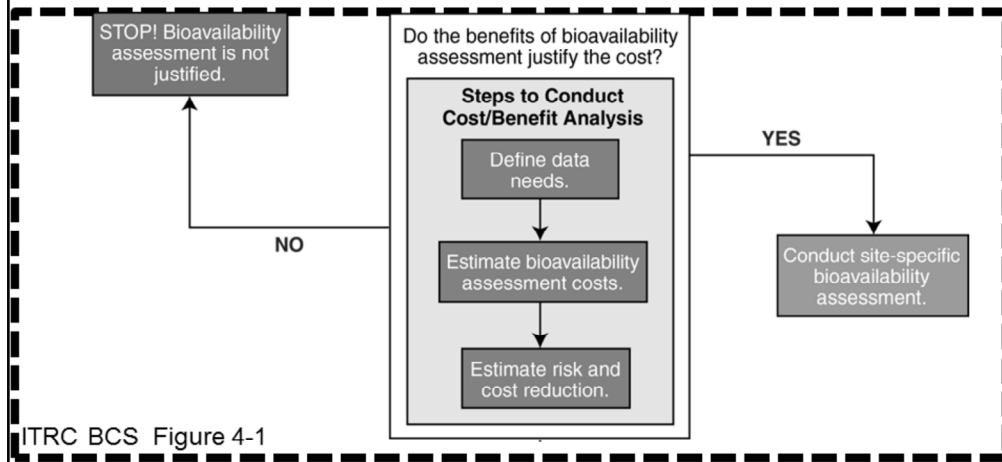 STOP! Bioavailability
assessment is not
justified.
Do the benefits of bioavailability
assessment justify the cost?
Steps to Conduct
Cost/Benefit Analysis
Define data
needs.
YES
NO
Estimate bioavailability
assessment costs.
Conduct site-specific
bioavailability
assessment.
Estimate risk and
cost reduction.
ITRC BCS Figure 4-1